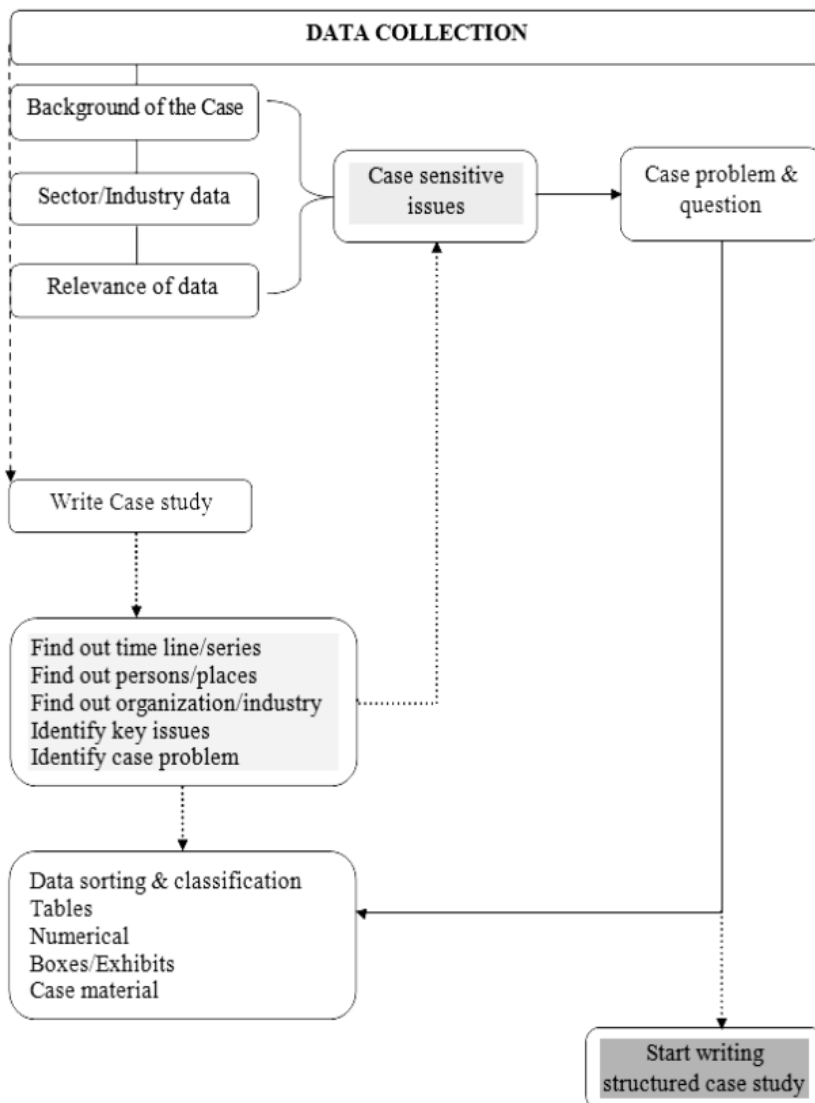 DATA COLLECTION
Background of the Case
Sector/Industry data
Relevance of data
Case sensitive
issues
Case problem &
question
Write Case study
Find out time line/series
Find out persons/places
Find out organization/industry
Identify key issues
Identify case problem
Data sorting & classification
Tables
Numerical
Boxes/Exhibits
Case material
Start writing
structured case study